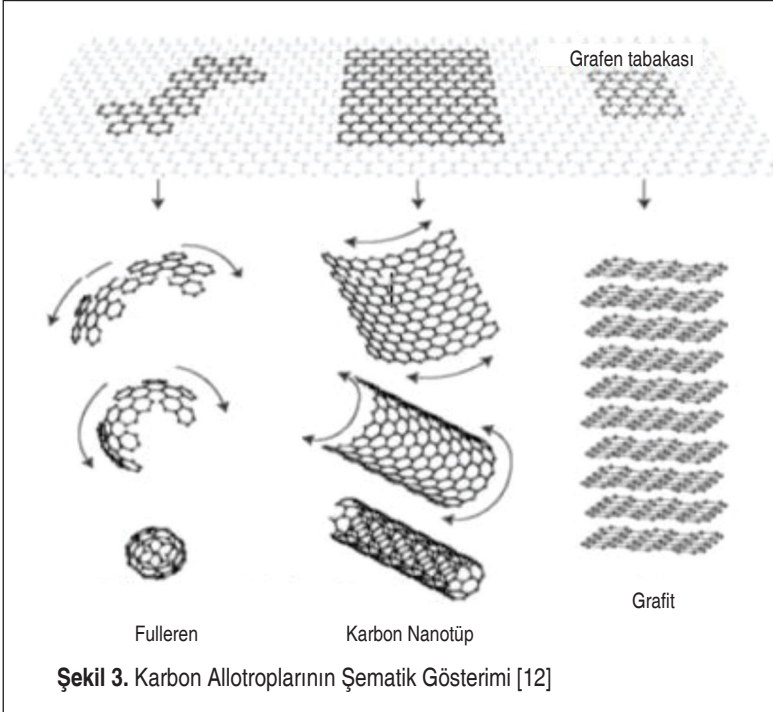 Grafen tabakası
Fulleren
Karbon Nanotüp
Grafit
Şekil 3. Karbon Allotroplarının Şematik Gösterimi [12]